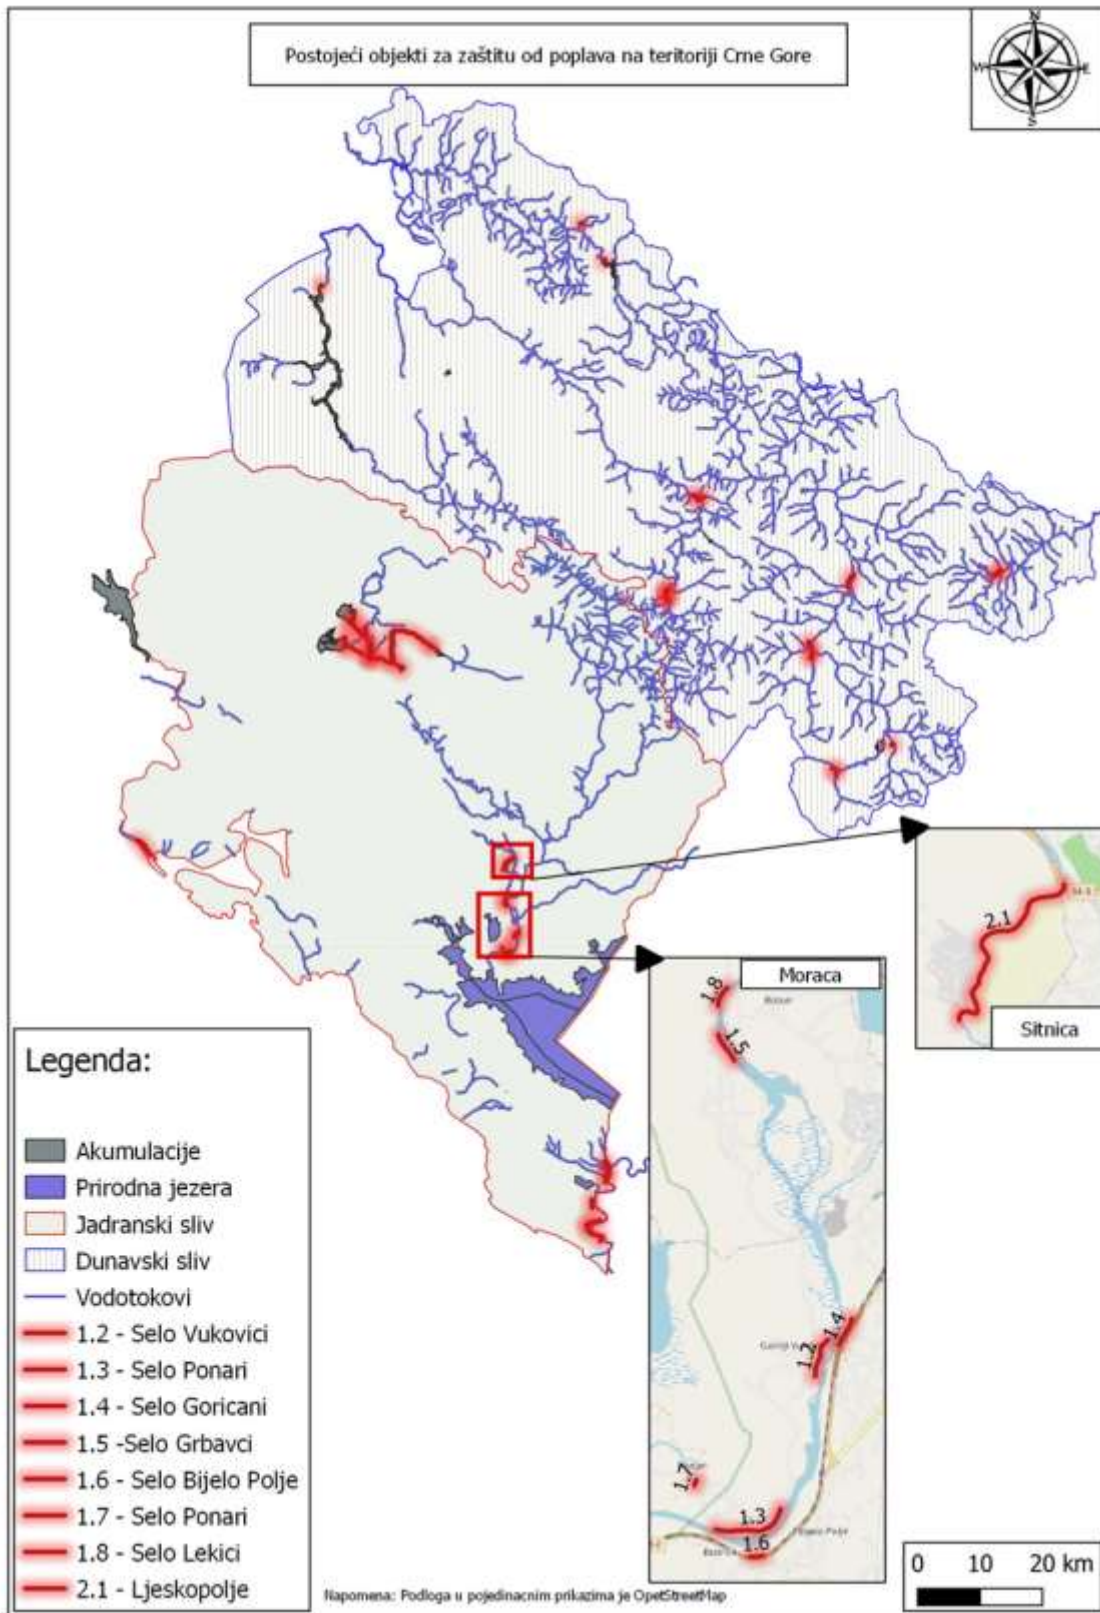 Postojeći objekti za zaštitu od poplava na teritoriji Crne Gore
N
W
E
S
2.1
Sitnica
Moraca
1.8
1.5
1.4
1.2
1.7
1.3
1.6
Bijelo Polje
Legenda:
Akumulacije
Prirodna jezera
Jadranski sliv
Dunavski sliv
Vodotokovi
1.2 - Selo Vukovici
1.3 - Selo Ponari
1.4 - Selo Goricani
1.5 -Selo Grbavci
1.6 - Selo Bijelo Polje
1.7 - Selo Ponari
1.8 - Selo Lekici
2.1 - Ljeskopolje
Napomena: Podloga u pojedinacnim prikazima je OpetStreetMap
0 10 20 km